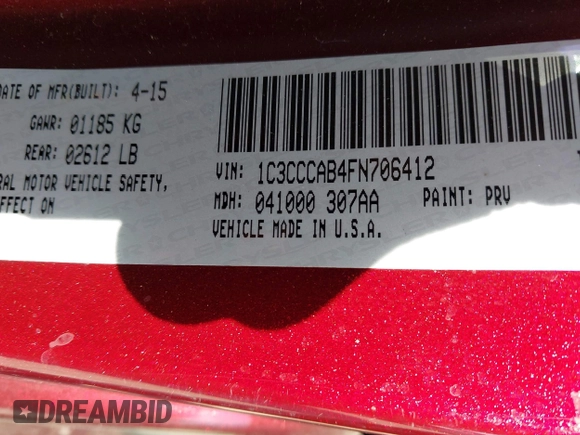 DATE OF MFR(BUILT): 4-15
GAWR: 01185 KG
REAR: 02612 LB
RAL MOTOR VEHICLE SAFETY,
EFFECT ON
VIN: 1C3CCCAB4FN706412
MDH: 041000 307AA PAINT: PRV
VEHICLE MADE IN U.S.A.
DREAMBID